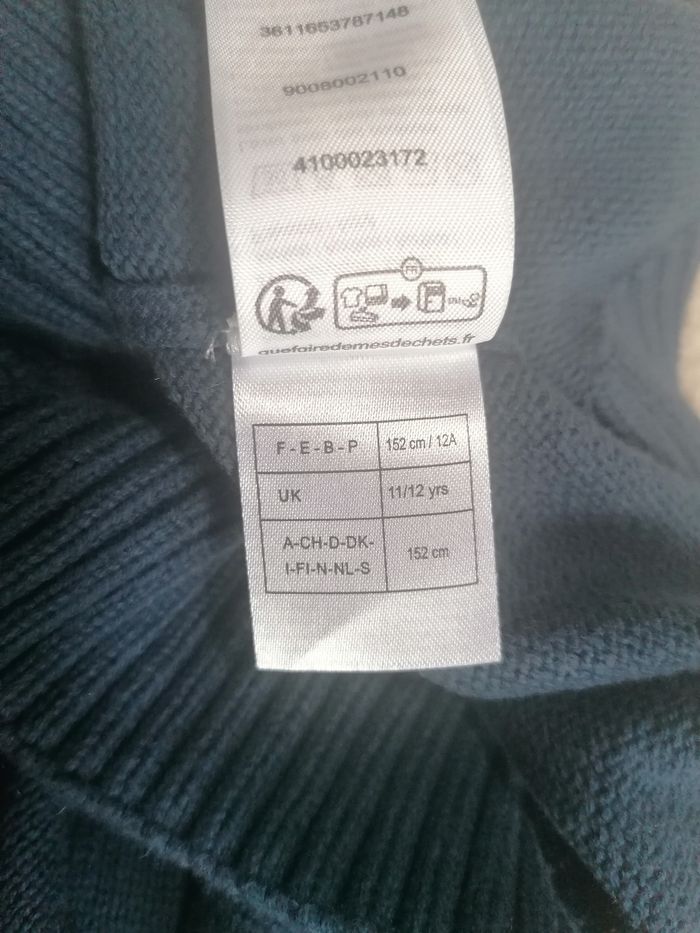 3611653787148
9008002110
4100023172
FR
quefairedemesdechets.fr
F - E - B - P 152 cm / 12A
UK 11/12 yrs
A-CH-D-DK-
I-FI-N-NL-S 152 cm